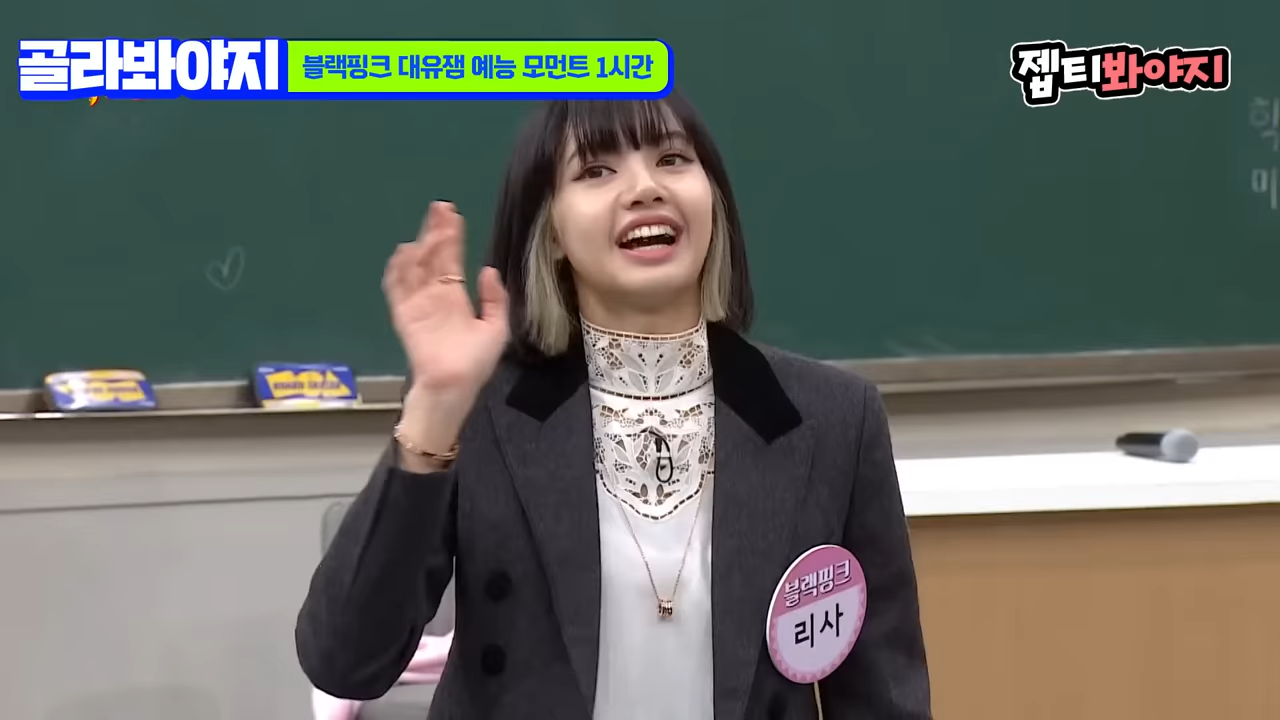 골라봐야지
블랙핑크 대유잼 예능 모먼트 1시간
젭티봐야지
블랙핑크
리사